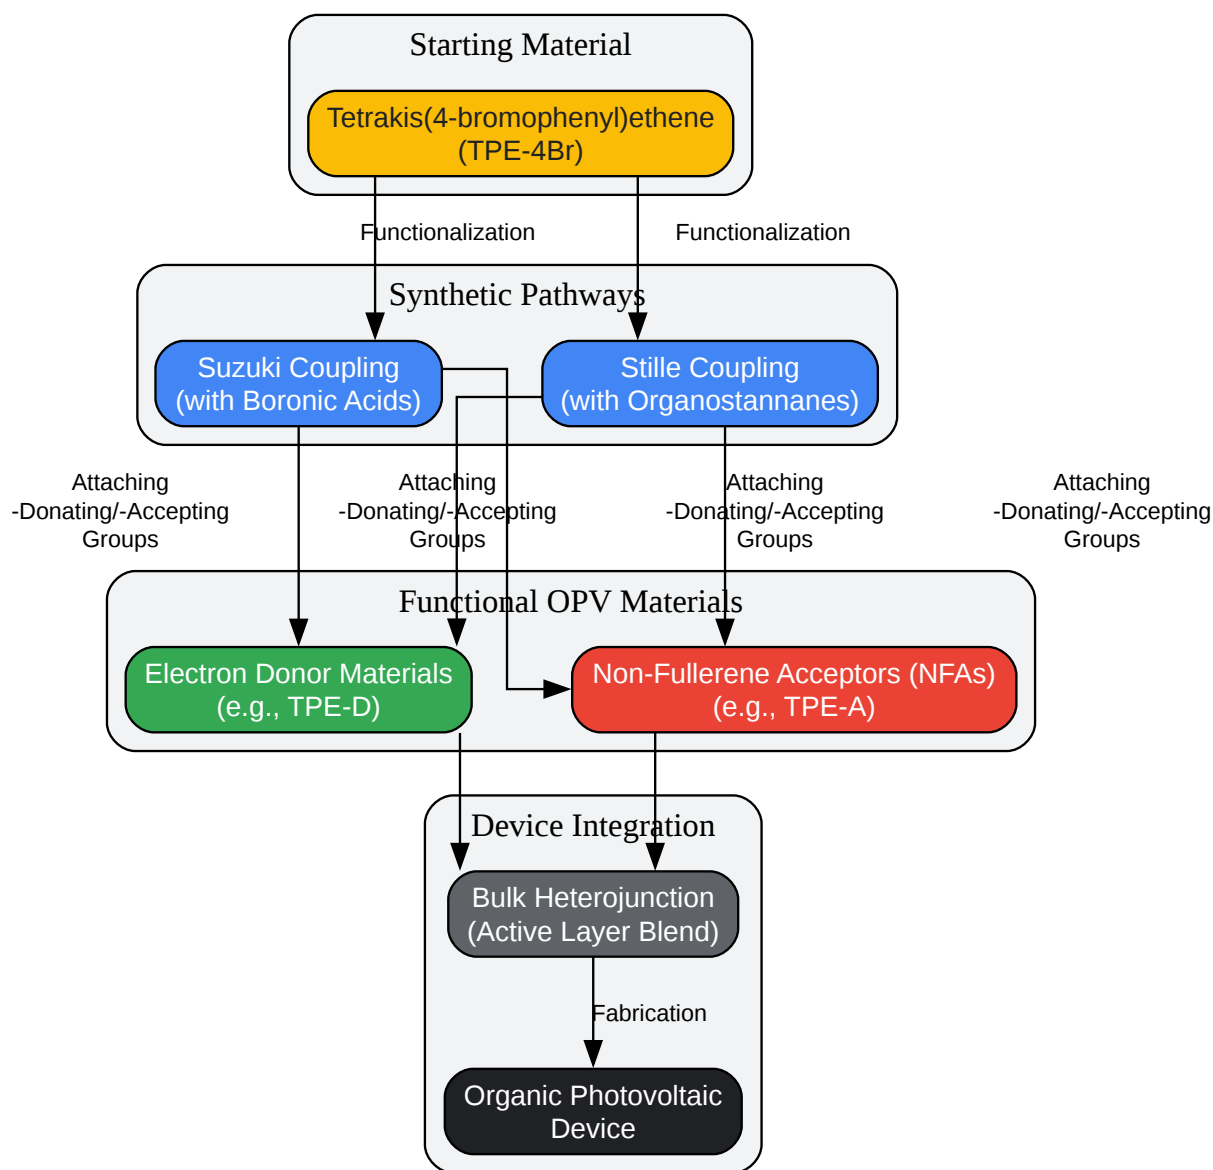 Starting Material
Tetrakis(4-bromophenyl)ethene
(TPE-4Br)
Functionalization
Functionalization
Synthetic Pathways
Suzuki Coupling
(with Boronic Acids)
Stille Coupling
(with Organostannanes)
Attaching
-Donating/-Accepting
Groups
Attaching
-Donating/-Accepting
Groups
Attaching
-Donating/-Accepting
Groups
Attaching
-Donating/-Accepting
Groups
Functional OPV Materials
Electron Donor Materials
(e.g., TPE-D)
Non-Fullerene Acceptors (NFAs)
(e.g., TPE-A)
Device Integration
Bulk Heterojunction
(Active Layer Blend)
Fabrication
Organic Photovoltaic
Device